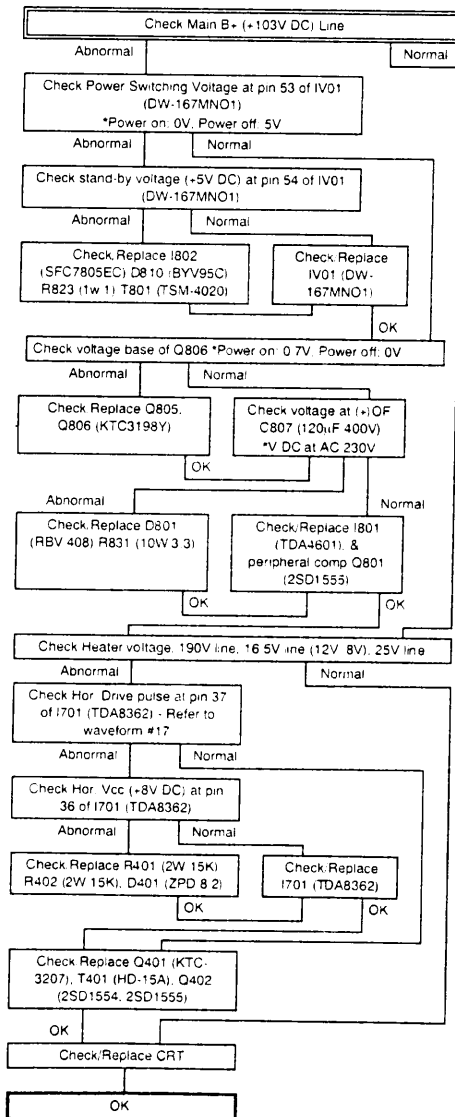 Check Main B+ (+103V DC) Line
Abnormal
Normal
Check Power Switching Voltage at pin 53 of IV01
(DW-167MNO1)
*Power on: 0V, Power off: 5V
Abnormal
Normal
Check stand-by voltage (+5V DC) at pin 54 of IV01
(DW-167MNO1)
Abnormal
Normal
Check/Replace I802
(SFC7805EC) D810 (BYV95C)
R823 (1w 1) T801 (TSM-4020)
Check/Replace
IV01 (DW-
167MNO1)
OK
Check voltage base of Q806 *Power on: 0.7V, Power off: 0V
Abnormal
Normal
Check Replace Q805,
Q806 (KTC3198Y)
Check voltage at (+)OF
C807 (120µF 400V)
*V DC at AC 230V
OK
Abnormal
Normal
Check/Replace D801
(RBV 408) R831 (10W 3.3)
Check/Replace I801
(TDA4601), &
peripheral comp Q801
(2SD1555)
OK
OK
Check Heater voltage, 190V line, 16.5V line (12V, 8V), 25V line
Abnormal
Normal
Check Hor. Drive pulse at pin 37
of I701 (TDA8362) - Refer to
waveform #17
Abnormal
Normal
Check Hor. Vcc (+8V DC) at pin
36 of I701 (TDA8362)
Abnormal
Normal
Check/Replace R401 (2W 15K)
R402 (2W 15K), D401 (ZPD 8.2)
Check/Replace
I701 (TDA8362)
OK
OK
Check/Replace Q401 (KTC-
3207), T401 (HD-15A), Q402
(2SD1554, 2SD1555)
OK
Check/Replace CRT
OK